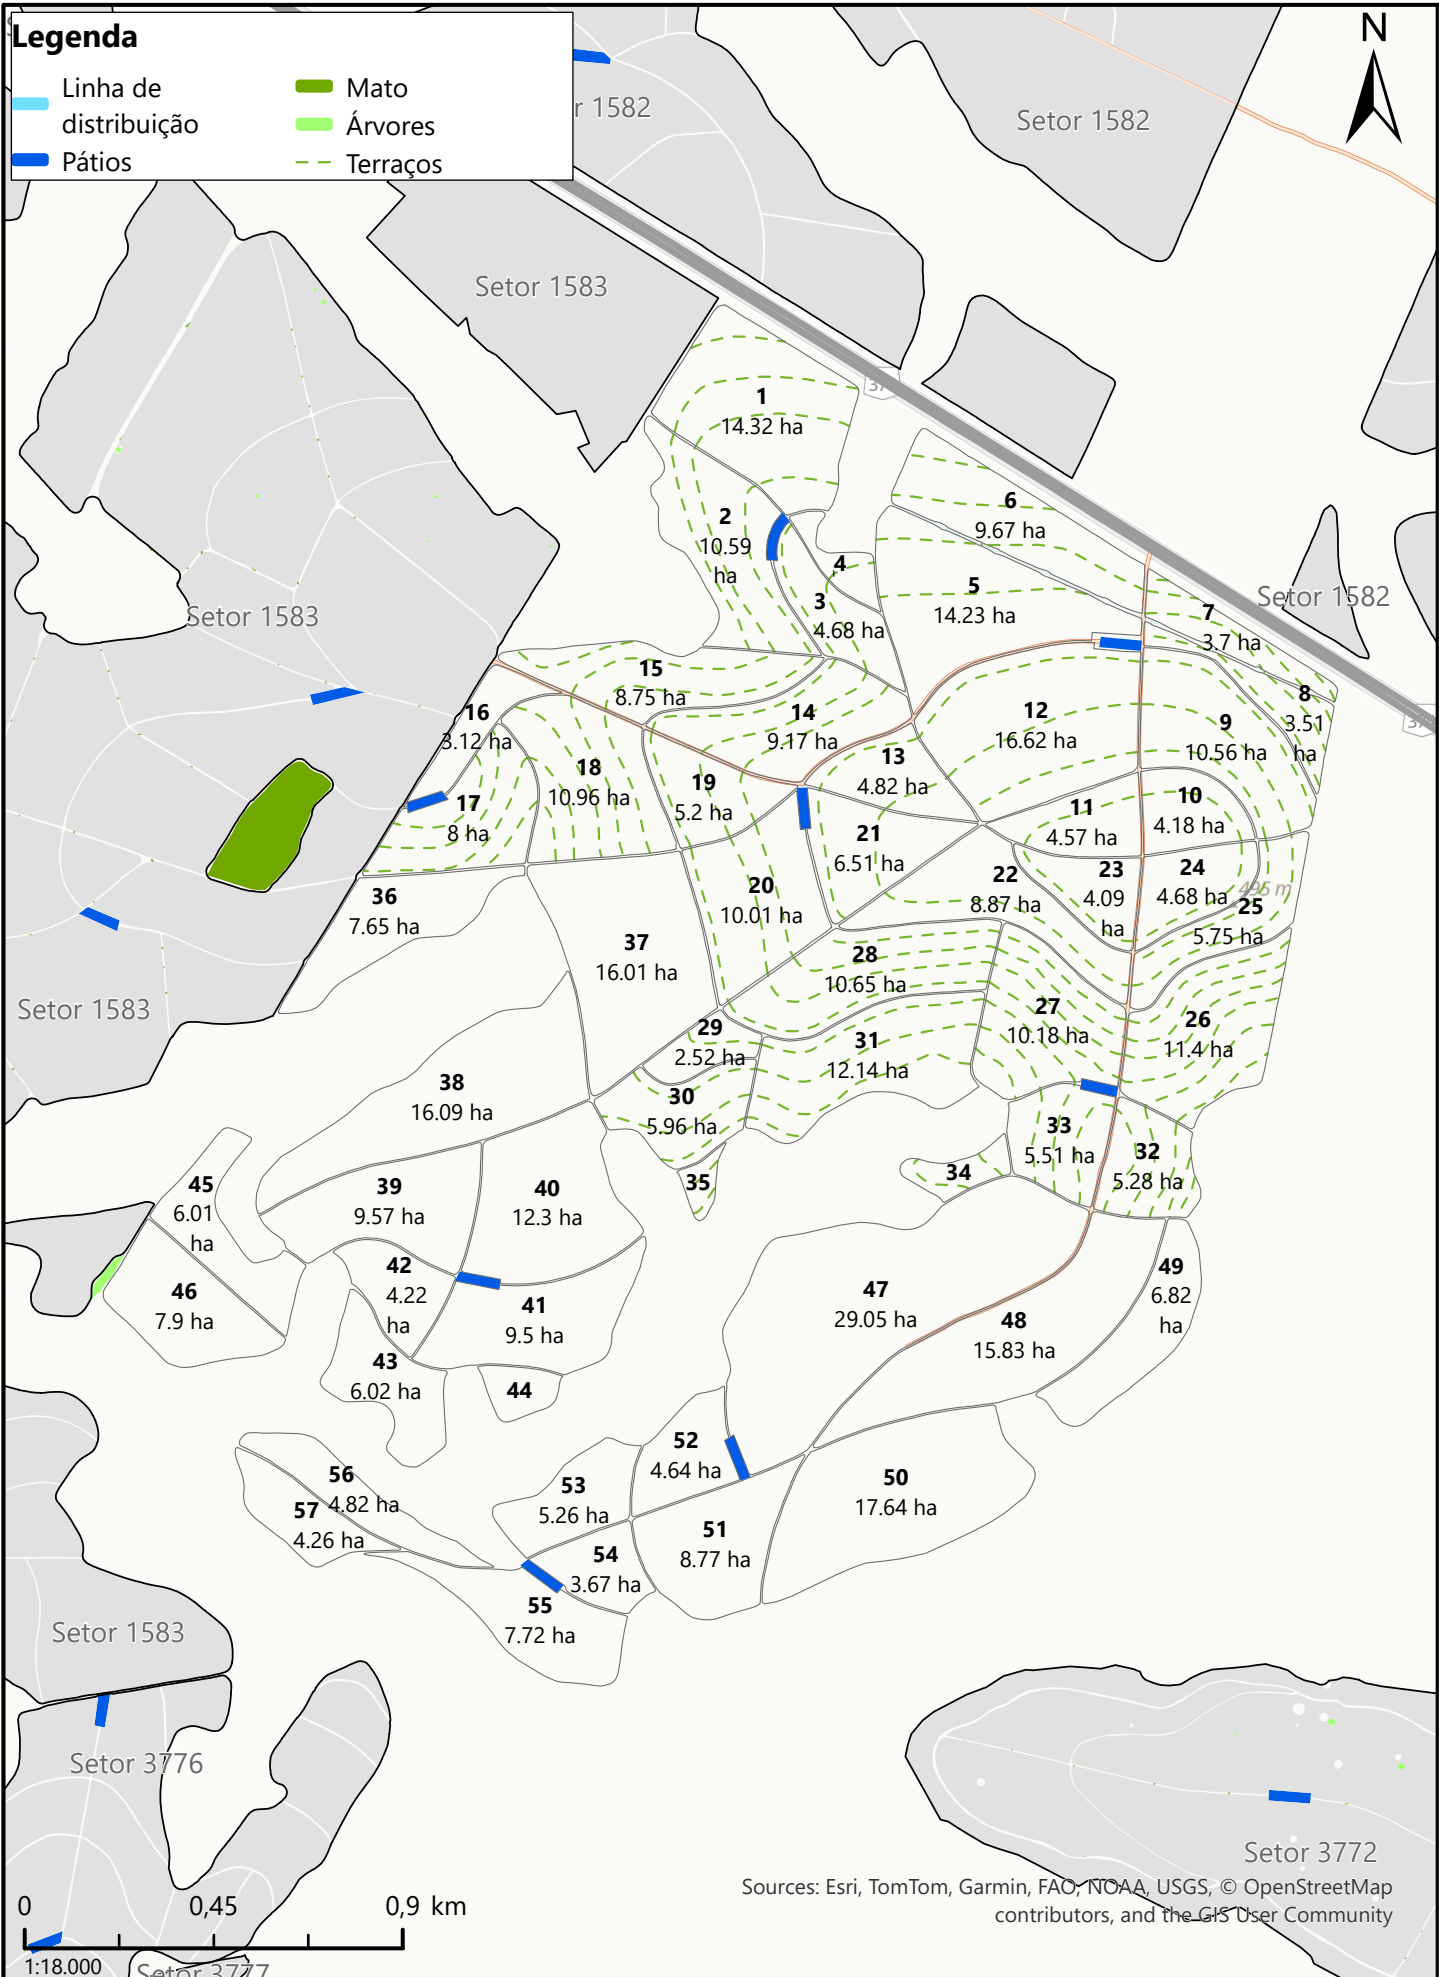 Legenda
Linha de
distribuição
Pátios
Mato
Árvores
Terraços
N
r 1582
Setor 1582
Setor 1583
1
14.32 ha
6
9.67 ha
2
10.59
ha
4
3
4.68 ha
5
14.23 ha
Setor 1582
7
3.7 ha
Setor 1583
15
8.75 ha
8
3.51
ha
16
3.12 ha
14
9.17 ha
12
16.62 ha
9
10.56 ha
18
10.96 ha
13
4.82 ha
19
5.2 ha
17
8 ha
10
4.18 ha
11
4.57 ha
21
6.51 ha
36
7.65 ha
20
10.01 ha
22
8.87 ha
23
4.09
ha
24
4.68 ha
495 m
25
5.75 ha
37
16.01 ha
28
10.65 ha
Setor 1583
27
10.18 ha
26
11.4 ha
29
2.52 ha
31
12.14 ha
38
16.09 ha
30
5.96 ha
33
5.51 ha
32
5.28 ha
34
35
45
6.01
ha
39
9.57 ha
40
12.3 ha
46
7.9 ha
42
4.22
ha
41
9.5 ha
47
29.05 ha
48
15.83 ha
49
6.82
ha
43
6.02 ha
44
52
4.64 ha
56
4.82 ha
57
4.26 ha
53
5.26 ha
50
17.64 ha
51
8.77 ha
54
3.67 ha
55
7.72 ha
Setor 1583
Setor 3776
Setor 3772
Sources: Esri, TomTom, Garmin, FAO, NOAA, USGS, © OpenStreetMap
contributors, and the GIS User Community
0 0,45 0,9 km
1:18.000
Setor 3777